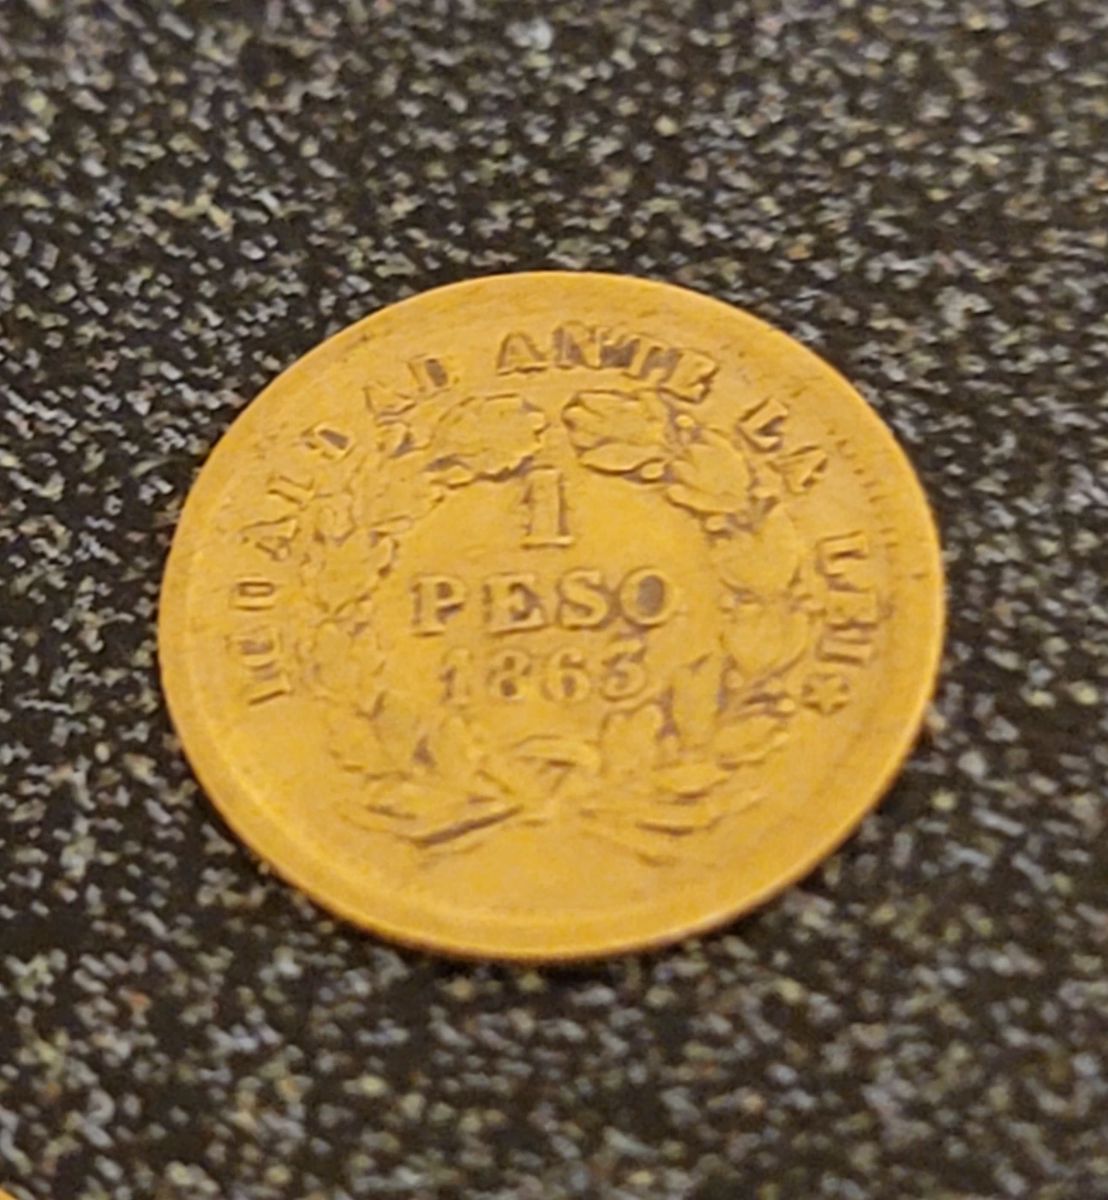 IGUALDAD ANTE LA LEI *
1
PESO
1863